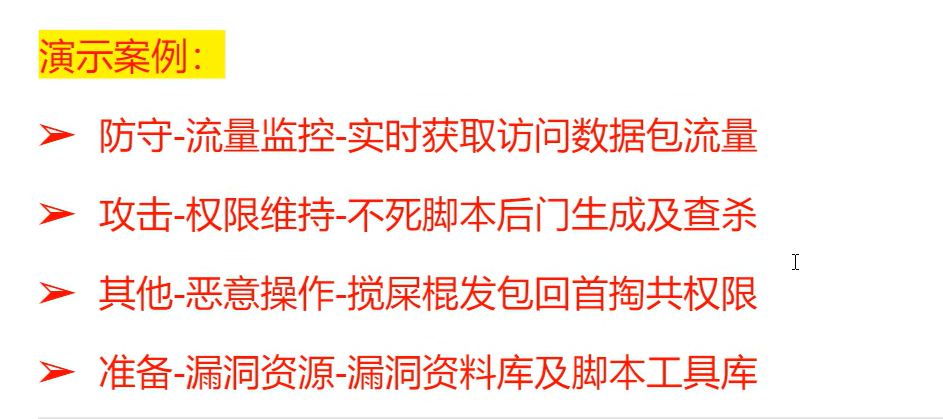 演示案例：
➢ 防守-流量监控-实时获取访问数据包流量
➢ 攻击-权限维持-不死脚本后门生成及查杀
➢ 其他-恶意操作-搅屎棍发包回首掏共权限
➢ 准备-漏洞资源-漏洞资料库及脚本工具库